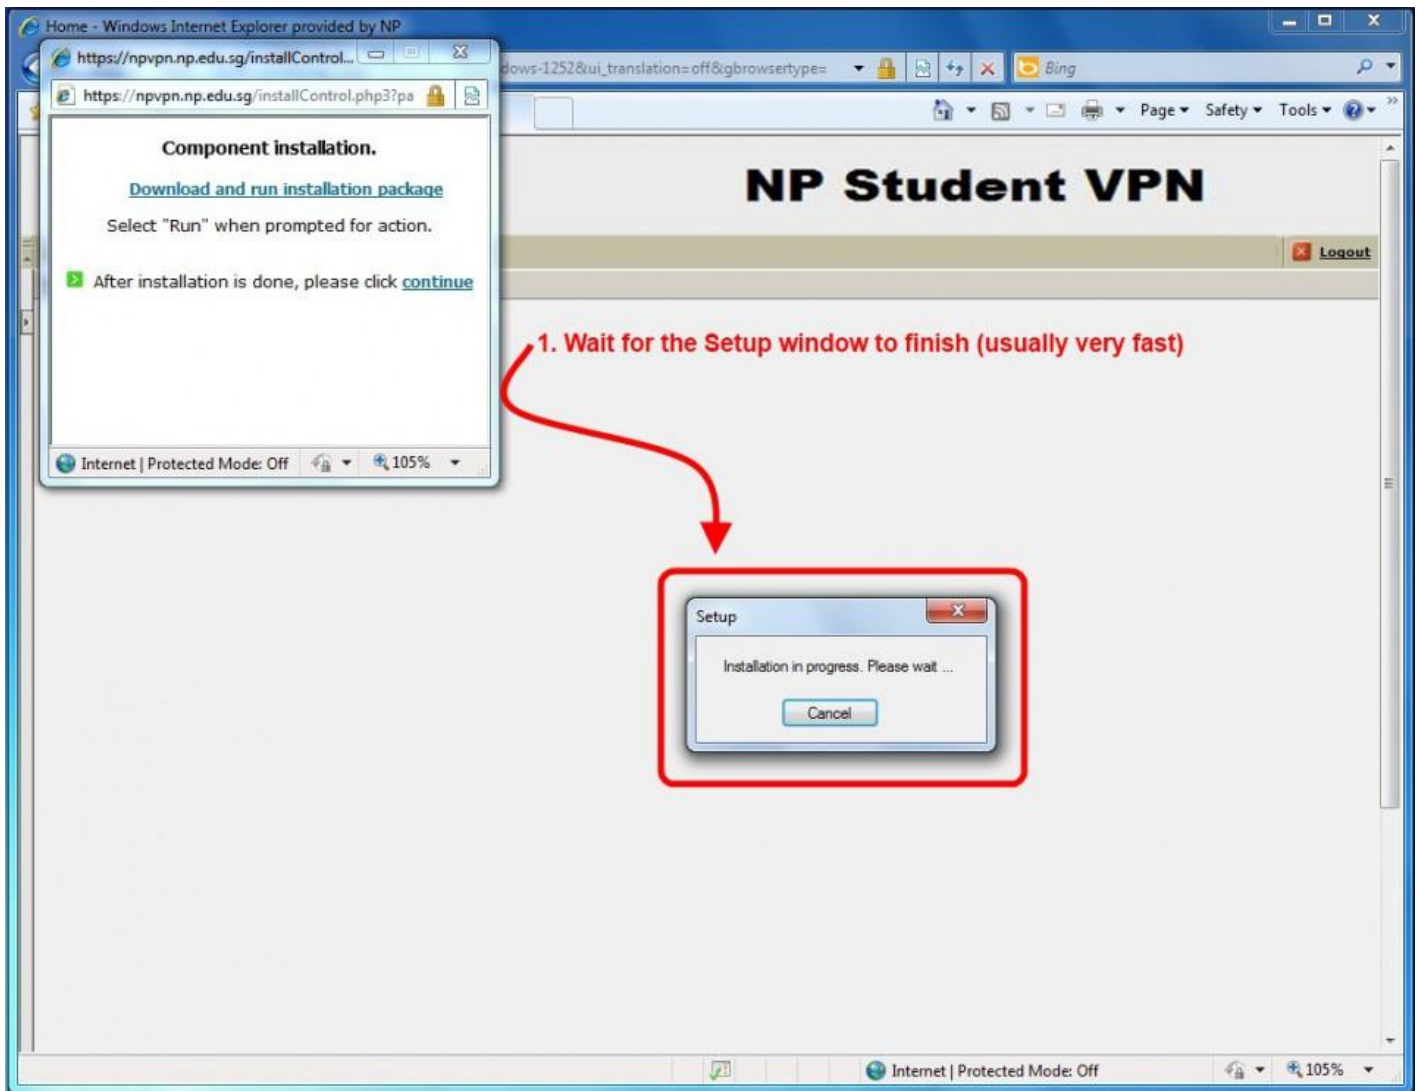 Home - Windows Internet Explorer provided by NP
https://npvpn.np.edu.sg/installControl...
dows-1252&ui_translation=off&gbrowsertype=
Bing
https://npvpn.np.edu.sg/installControl.php3?pa
Page Safety Tools
Component installation.
Download and run installation package
Select "Run" when prompted for action.
After installation is done, please click continue
NP Student VPN
Logout
1. Wait for the Setup window to finish (usually very fast)
Internet | Protected Mode: Off 105%
Setup
Installation in progress. Please wait ...
Cancel
Internet | Protected Mode: Off 105%